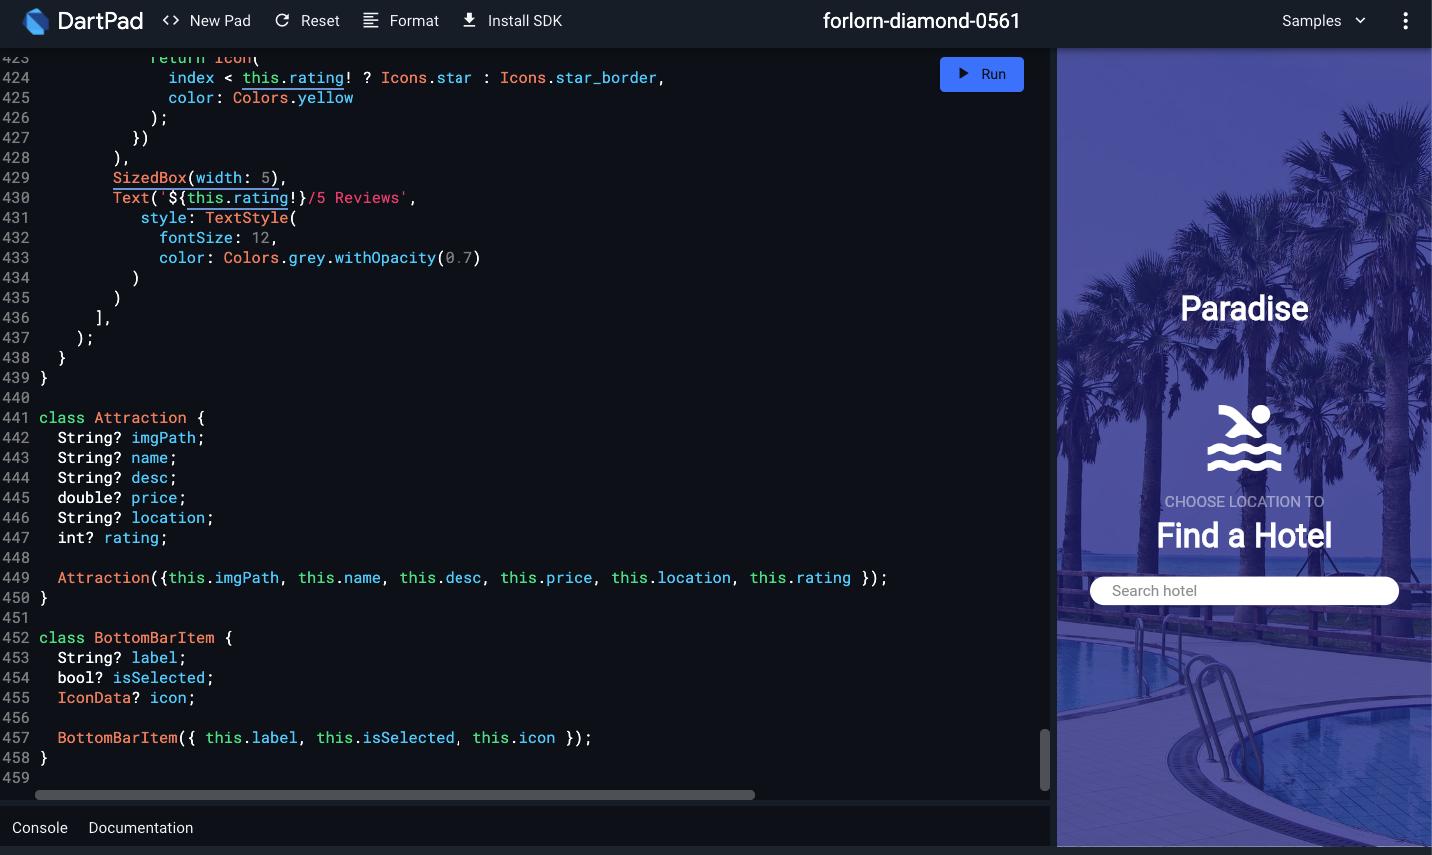 DartPad
<> New Pad
Reset
Format
Install SDK
forlorn-diamond-0561
Samples
Run
423 return Icon(
424 index < this.rating! ? Icons.star : Icons.star_border,
425 color: Colors.yellow
426 );
427 })
428 ),
429 SizedBox(width: 5),
430 Text('${this.rating!}/5 Reviews',
431 style: TextStyle(
432 fontSize: 12,
433 color: Colors.grey.withOpacity(0.7)
434 )
435 )
436 ],
437 );
438 }
439 }
440
441 class Attraction {
442 String? imgPath;
443 String? name;
444 String? desc;
445 double? price;
446 String? location;
447 int? rating;
448
449 Attraction({this.imgPath, this.name, this.desc, this.price, this.location, this.rating });
450 }
451
452 class BottomBarItem {
453 String? label;
454 bool? isSelected;
455 IconData? icon;
456
457 BottomBarItem({ this.label, this.isSelected, this.icon });
458 }
459
Console
Documentation
Paradise
CHOOSE LOCATION TO
Find a Hotel
Search hotel